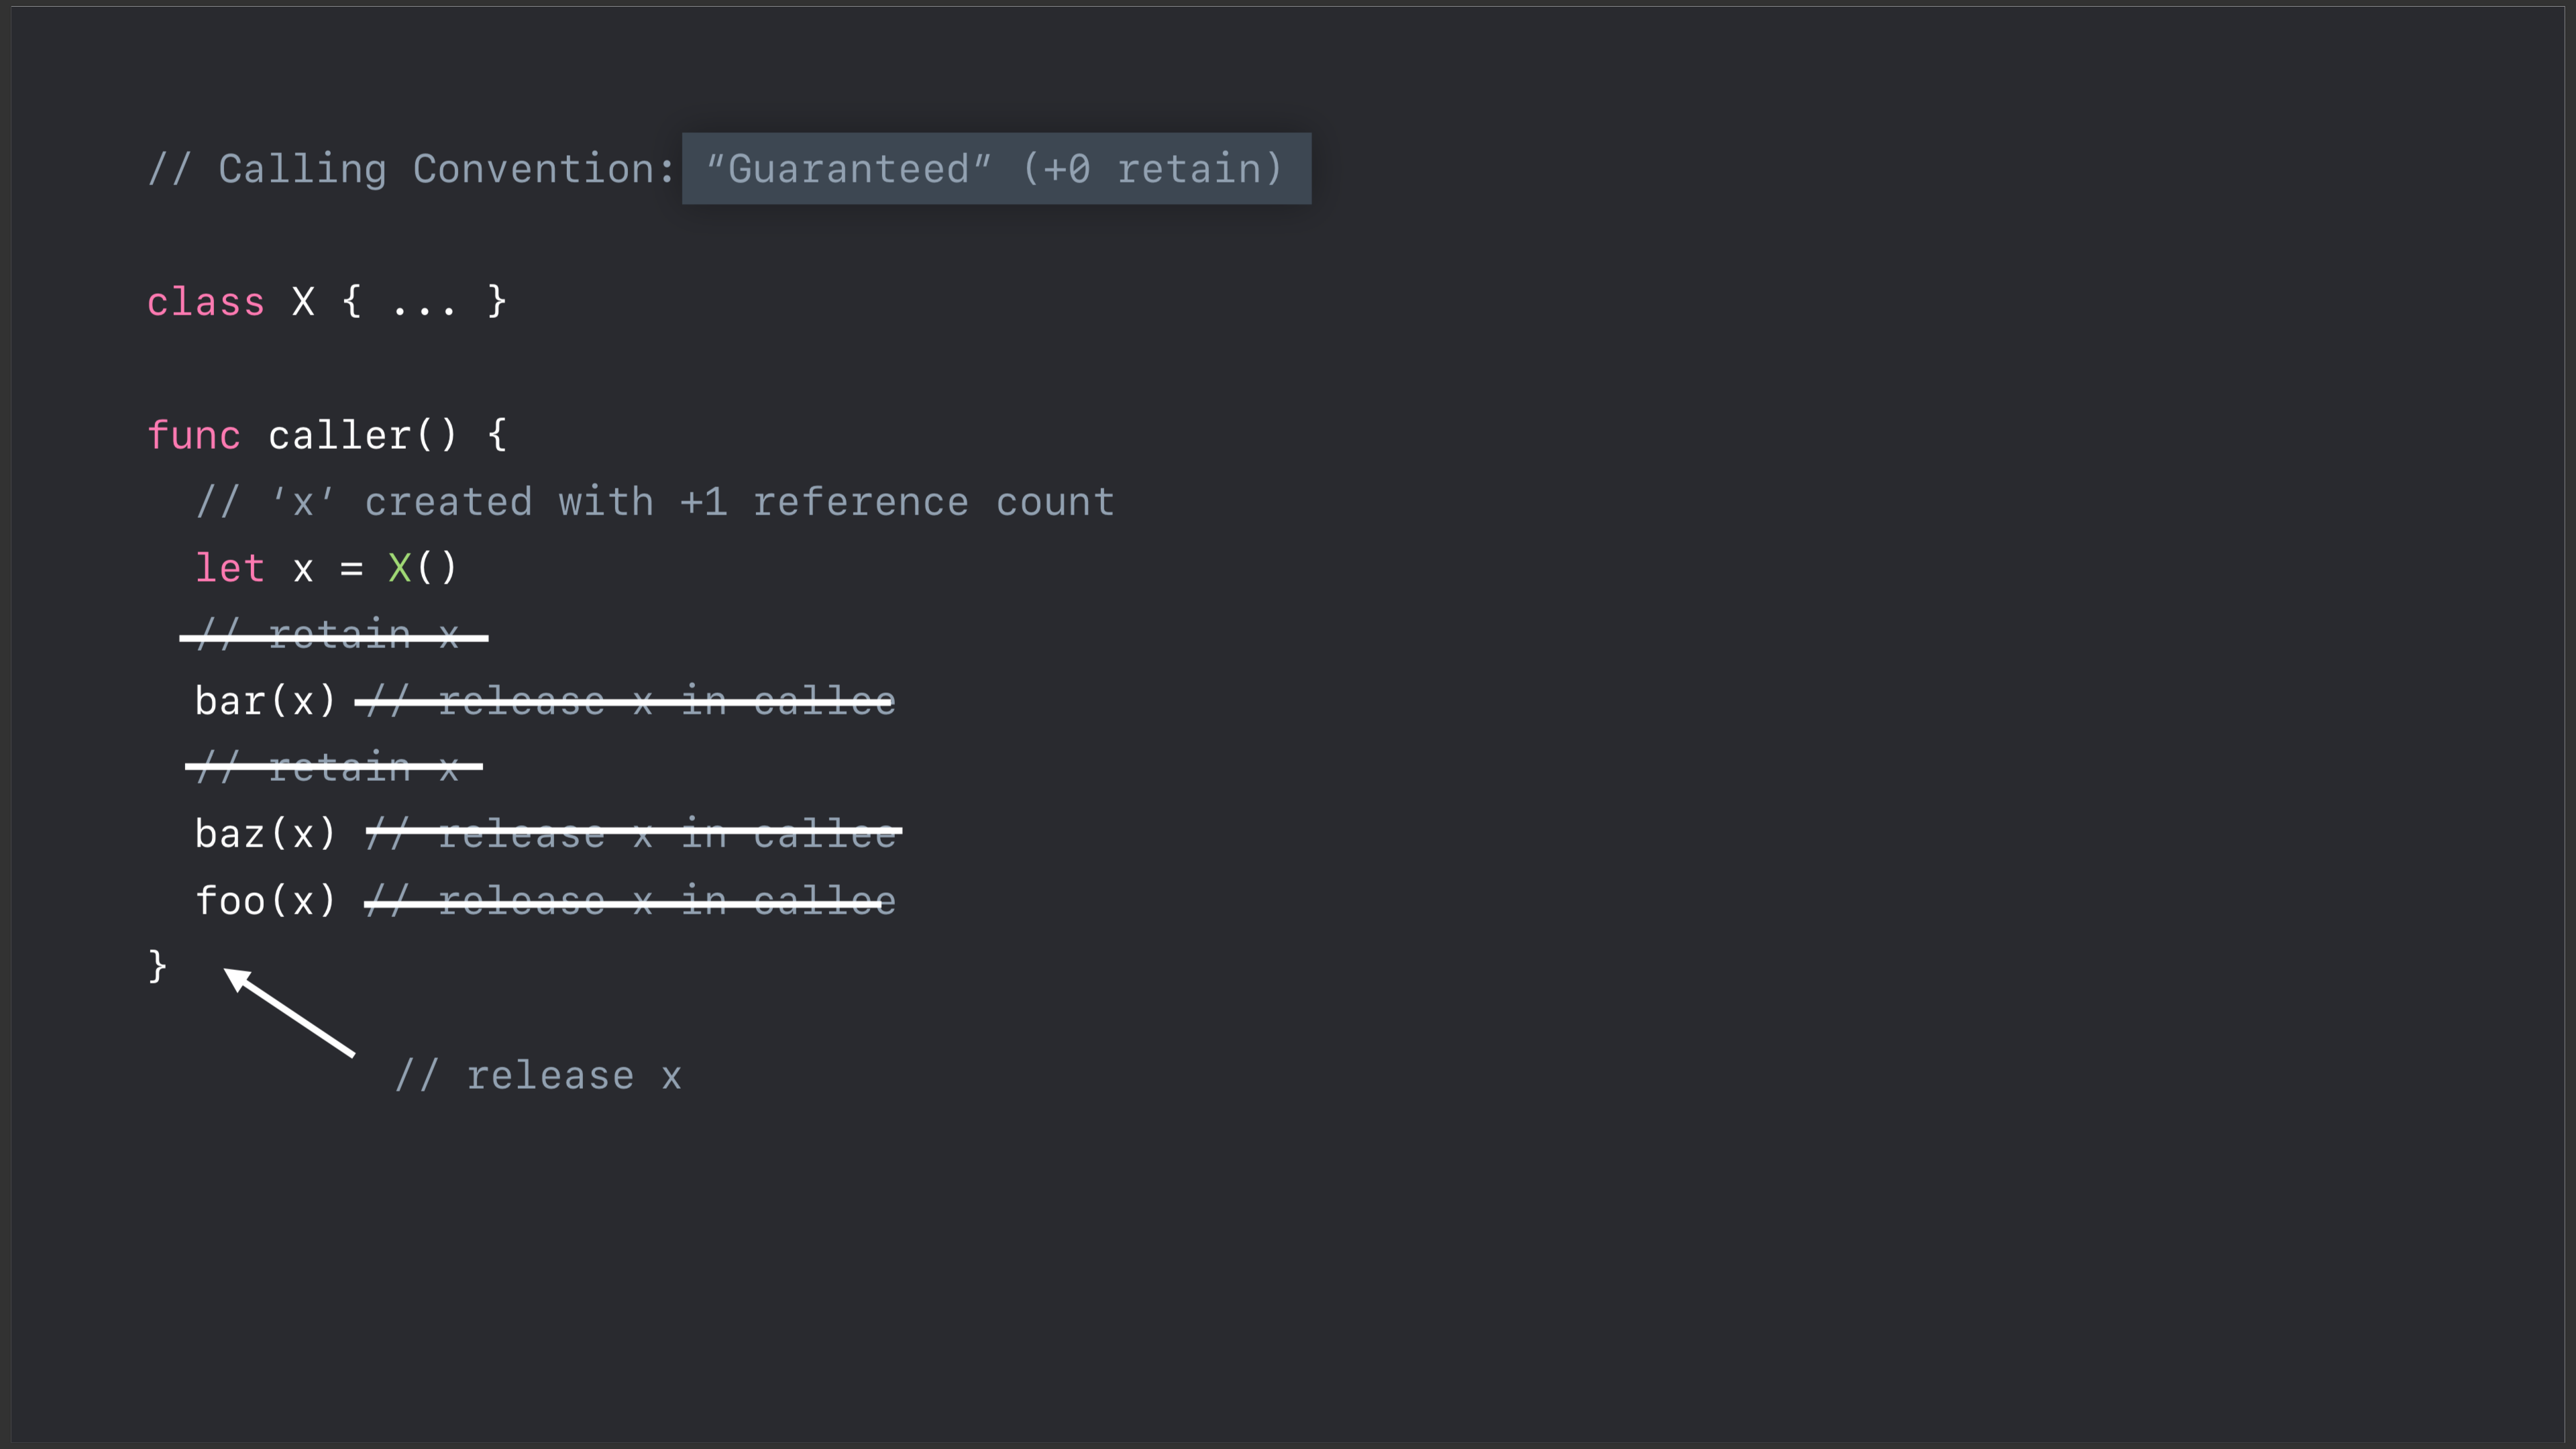 // Calling Convention: “Guaranteed” (+0 retain)
class X { ... }
func caller() {
// ‘x’ created with +1 reference count
let x = X()
// retain x
bar(x) // release x in callee
// retain x
baz(x) // release x in callee
foo(x) // release x in callee
}
// release x